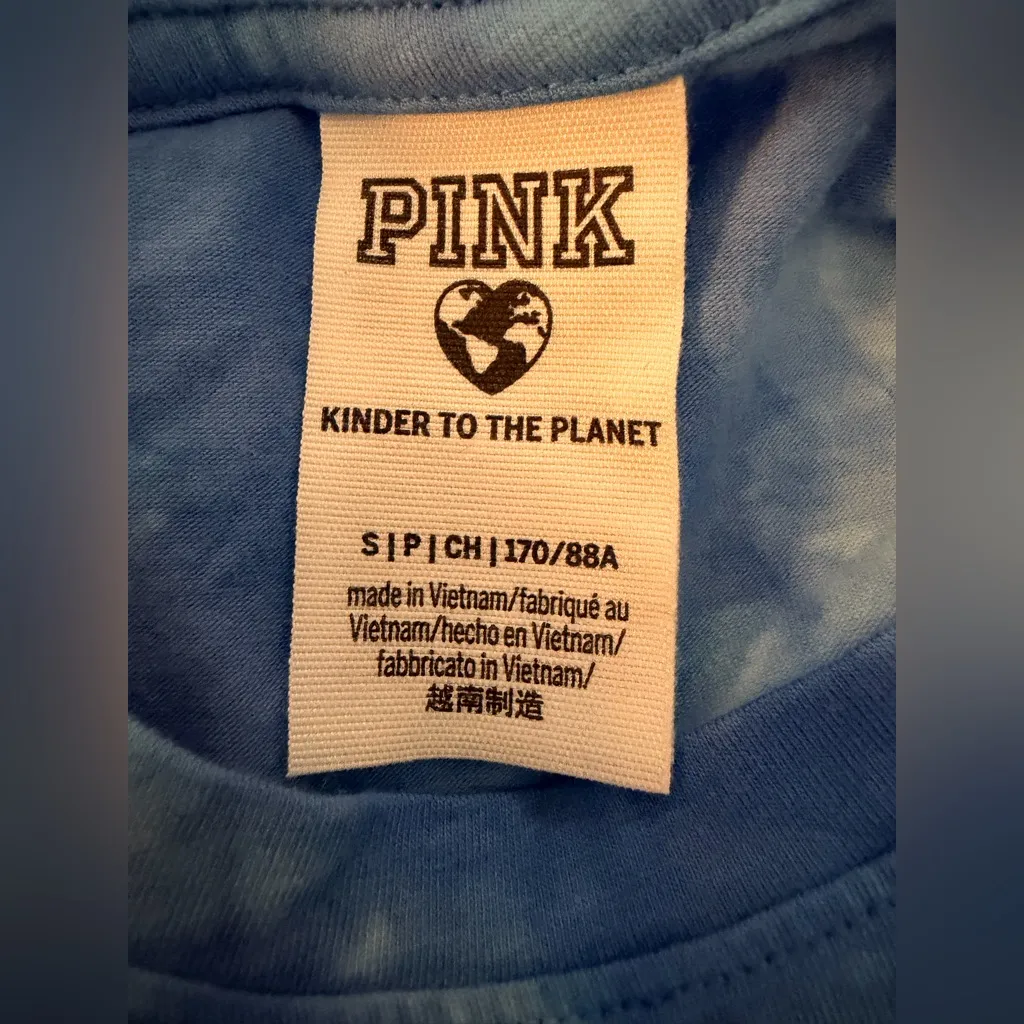 PINK
KINDER TO THE PLANET
S | P | CH | 170/88A
made in Vietnam/fabriqué au
Vietnam/hecho en Vietnam/
fabbricato in Vietnam/
越南制造